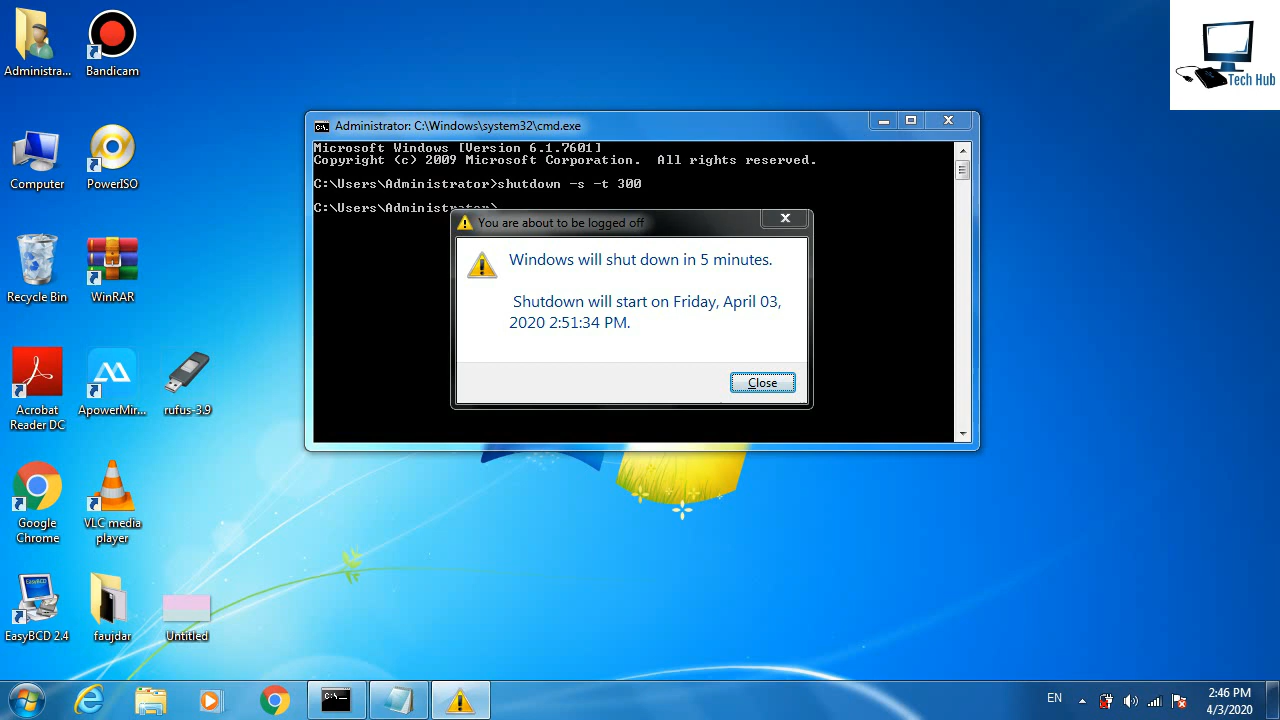 Administra...
Bandicam
Tech Hub
Computer
PowerISO
Recycle Bin
WinRAR
Acrobat
Reader DC
ApowerMir...
rufus-3.9
Google
Chrome
VLC media
player
EasyBCD
EasyBCD 2.4
faujdar
Untitled
C:\. Administrator: C:\Windows\system32\cmd.exe
Microsoft Windows [Version 6.1.7601]
Copyright (c) 2009 Microsoft Corporation.  All rights reserved.
C:\Users\Administrator>shutdown -s -t 300
C:\Users\Administrator>
You are about to be logged off
Windows will shut down in 5 minutes.
Shutdown will start on Friday, April 03,
2020 2:51:34 PM.
Close
C:\.
EN
2:46 PM
4/3/2020